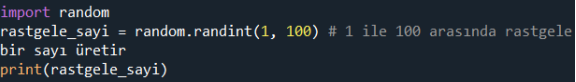 import random
rastgele_sayi = random.randint(1, 100) # 1 ile 100 arasında rastgele
bir sayı üretir
print(rastgele_sayi)